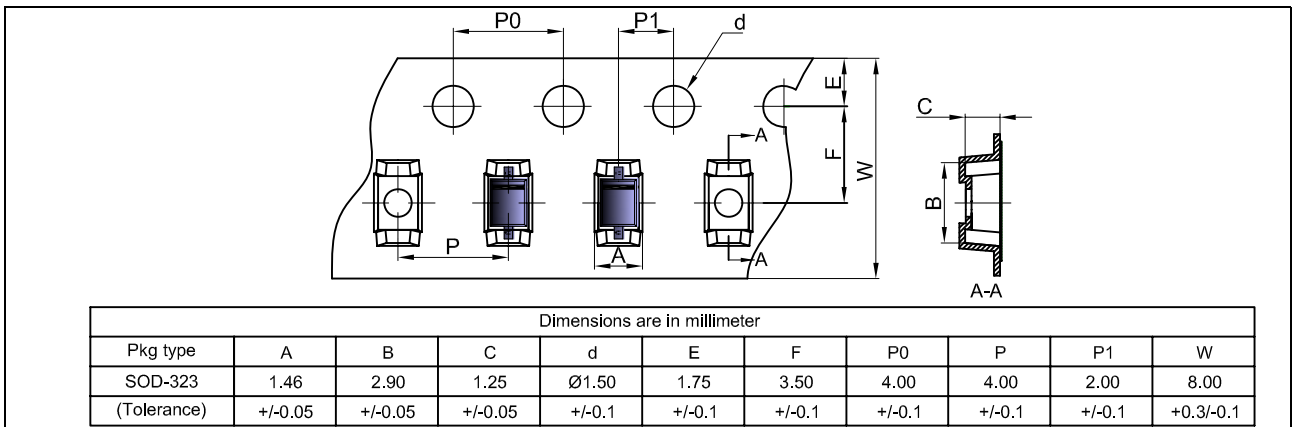 P0 P1 d
E
C
A
F W
B
P A A
A-A
Dimensions are in millimeter
Pkg type A B C d E F P0 P P1 W
SOD-323 1.46 2.90 1.25 Ø1.50 1.75 3.50 4.00 4.00 2.00 8.00
(Tolerance) +/-0.05 +/-0.05 +/-0.05 +/-0.1 +/-0.1 +/-0.1 +/-0.1 +/-0.1 +/-0.1 +0.3/-0.1